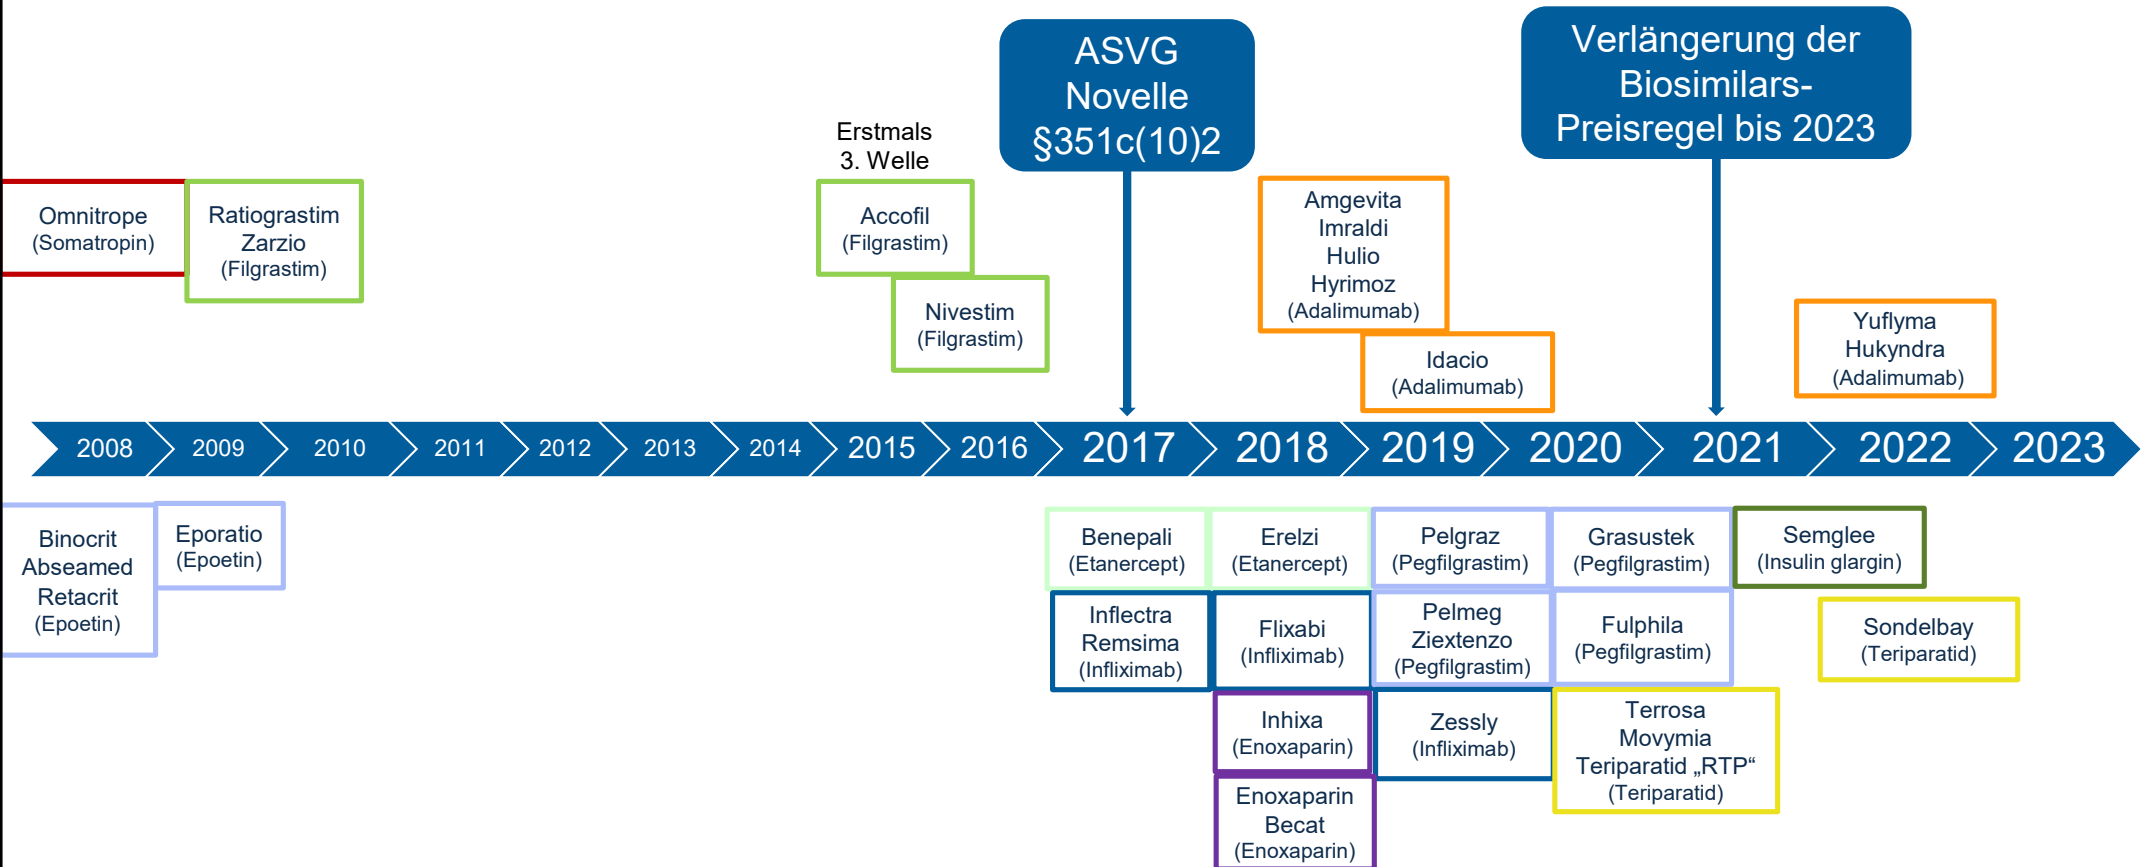 ASVG
Novelle
§351c(10)2
Verlängerung der
Biosimilars-
Preisregel bis 2023
Erstmals
3. Welle
Omnitrope
(Somatropin)
Ratiograstim
Zarzio
(Filgrastim)
Accofil
(Filgrastim)
Nivestim
(Filgrastim)
Amgevita
Imraldi
Hulio
Hyrimoz
(Adalimumab)
Idacio
(Adalimumab)
Yuflyma
Hukyndra
(Adalimumab)
2008 2009 2010 2011 2012 2013 2014 2015 2016 2017 2018 2019 2020 2021 2022 2023
Binocrit
Abseamed
Retacrit
(Epoetin)
Eporatio
(Epoetin)
Benepali
(Etanercept)
Erelzi
(Etanercept)
Pelgraz
(Pegfilgrastim)
Grasustek
(Pegfilgrastim)
Semglee
(Insulin glargin)
Inflectra
Remsima
(Infliximab)
Flixabi
(Infliximab)
Pelmeg
Ziextenzo
(Pegfilgrastim)
Fulphila
(Pegfilgrastim)
Sondelbay
(Teriparatid)
Inhixa
(Enoxaparin)
Zessly
(Infliximab)
Terrosa
Movymia
Teriparatid „RTP“
(Teriparatid)
Enoxaparin
Becat
(Enoxaparin)